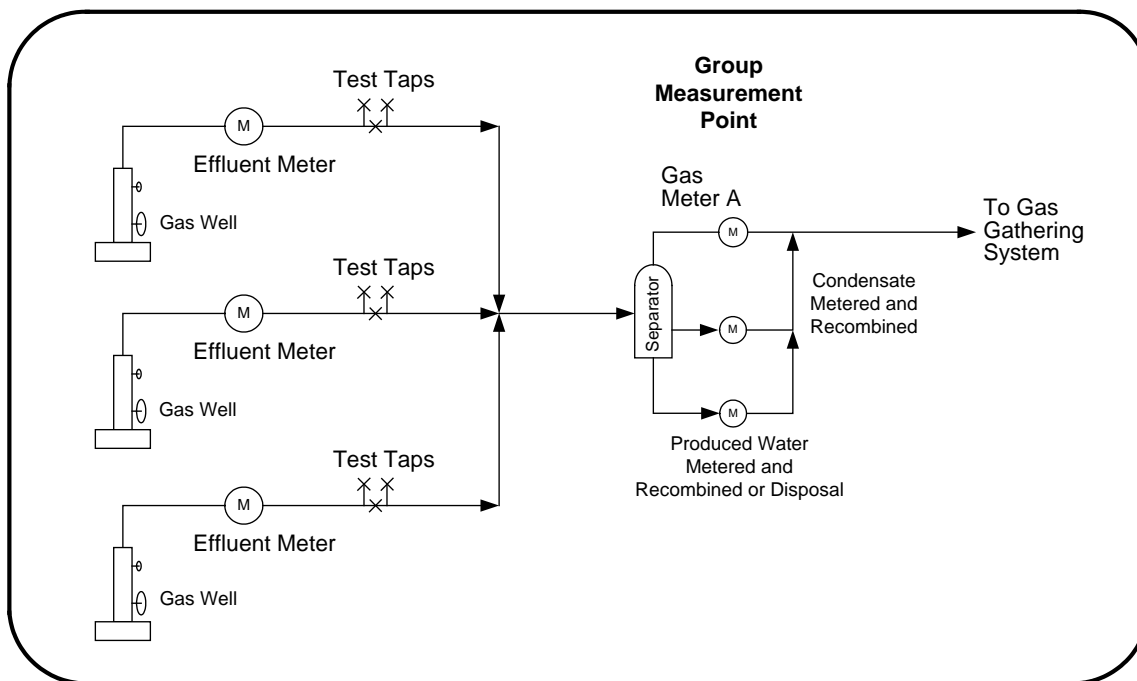 Group
Measurement
Point
Test Taps
M
Effluent Meter
Gas Well
Test Taps
M
Effluent Meter
Gas Well
Test Taps
M
Effluent Meter
Gas Well
Gas
Meter A
M
Separator
M
M
To Gas
Gathering
System
Condensate
Metered and
Recombined
Produced Water
Metered and
Recombined or Disposal